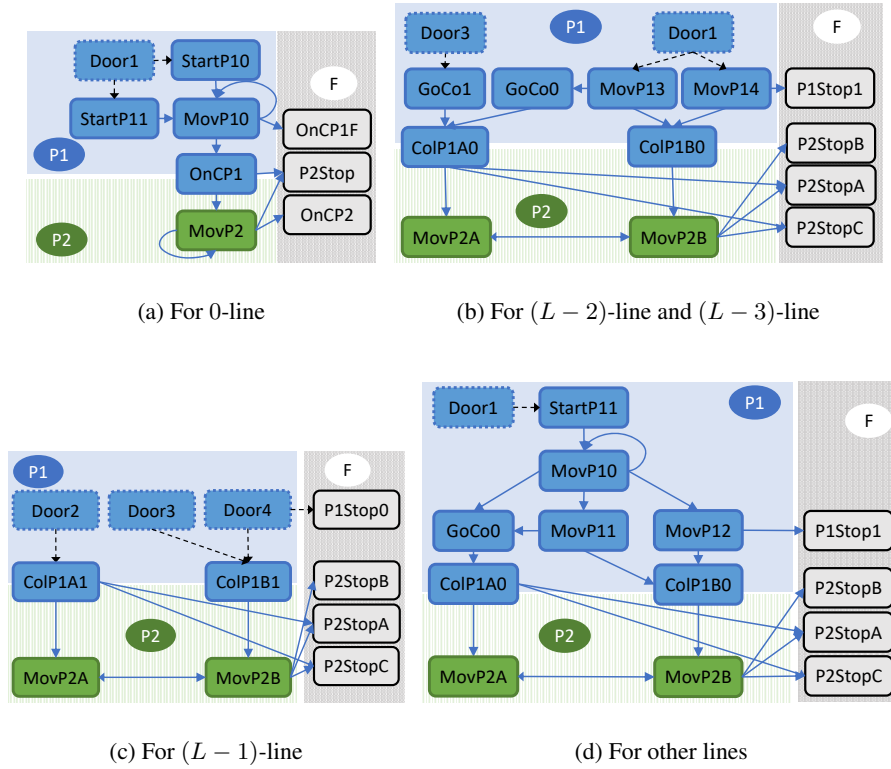 Door1
StartP10
F
StartP11
MovP10
OnCP1F
P1
OnCP1
P2Stop
P2
MovP2
OnCP2
(a) For 0-line
Door3
P1
Door1
F
GoCo1
GoCo0
MovP13
MovP14
P1Stop1
ColP1A0
ColP1B0
P2StopB
P2StopA
P2
P2StopC
MovP2A
MovP2B
(b) For (L − 2)-line and (L − 3)-line
P1
F
Door2
Door3
Door4
P1Stop0
ColP1A1
ColP1B1
P2StopB
P2
P2StopA
MovP2A
MovP2B
P2StopC
(c) For (L − 1)-line
Door1
StartP11
P1
F
MovP10
GoCo0
MovP11
MovP12
P1Stop1
ColP1A0
ColP1B0
P2StopB
P2
P2StopA
MovP2A
MovP2B
P2StopC
(d) For other lines